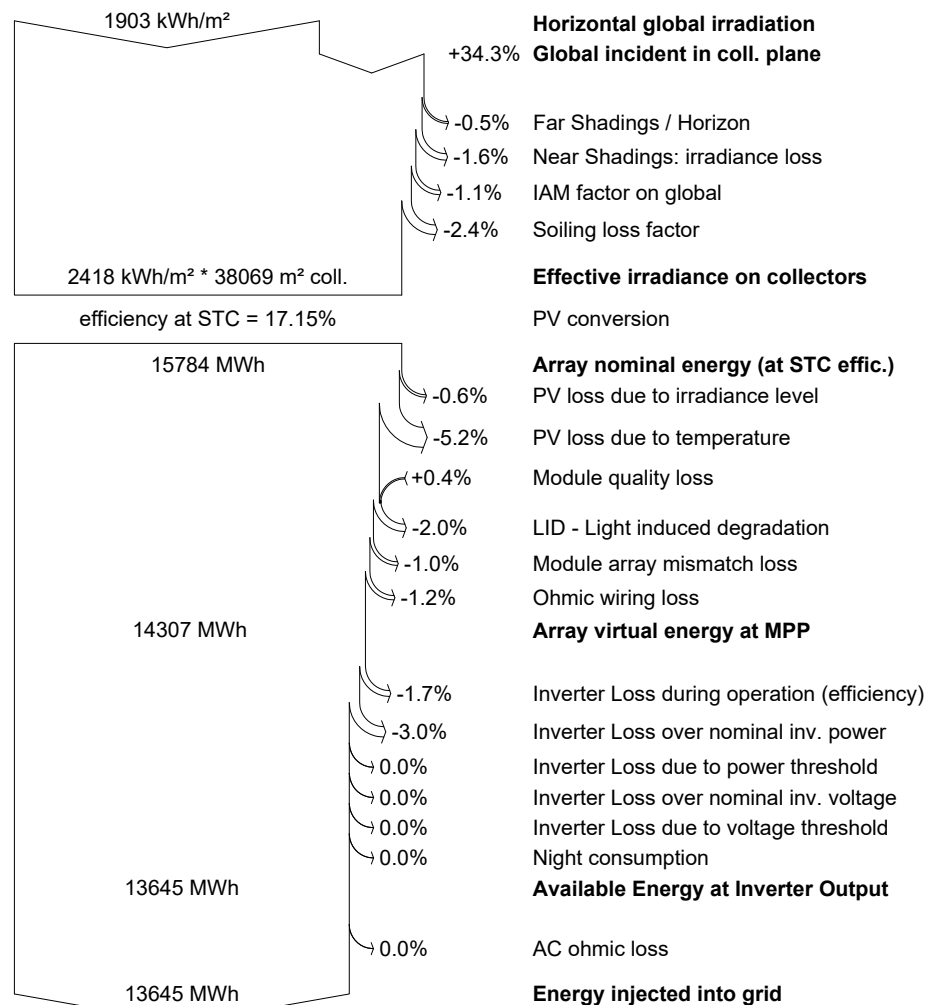 1903 kWh/m² Horizontal global irradiation
+34.3% Global incident in coll. plane
-0.5% Far Shadings / Horizon
-1.6% Near Shadings: irradiance loss
-1.1% IAM factor on global
-2.4% Soiling loss factor
2418 kWh/m² * 38069 m² coll. Effective irradiance on collectors
efficiency at STC = 17.15% PV conversion
15784 MWh Array nominal energy (at STC effic.)
-0.6% PV loss due to irradiance level
-5.2% PV loss due to temperature
+0.4% Module quality loss
-2.0% LID - Light induced degradation
-1.0% Module array mismatch loss
-1.2% Ohmic wiring loss
14307 MWh Array virtual energy at MPP
-1.7% Inverter Loss during operation (efficiency)
-3.0% Inverter Loss over nominal inv. power
0.0% Inverter Loss due to power threshold
0.0% Inverter Loss over nominal inv. voltage
0.0% Inverter Loss due to voltage threshold
0.0% Night consumption
13645 MWh Available Energy at Inverter Output
0.0% AC ohmic loss
13645 MWh Energy injected into grid